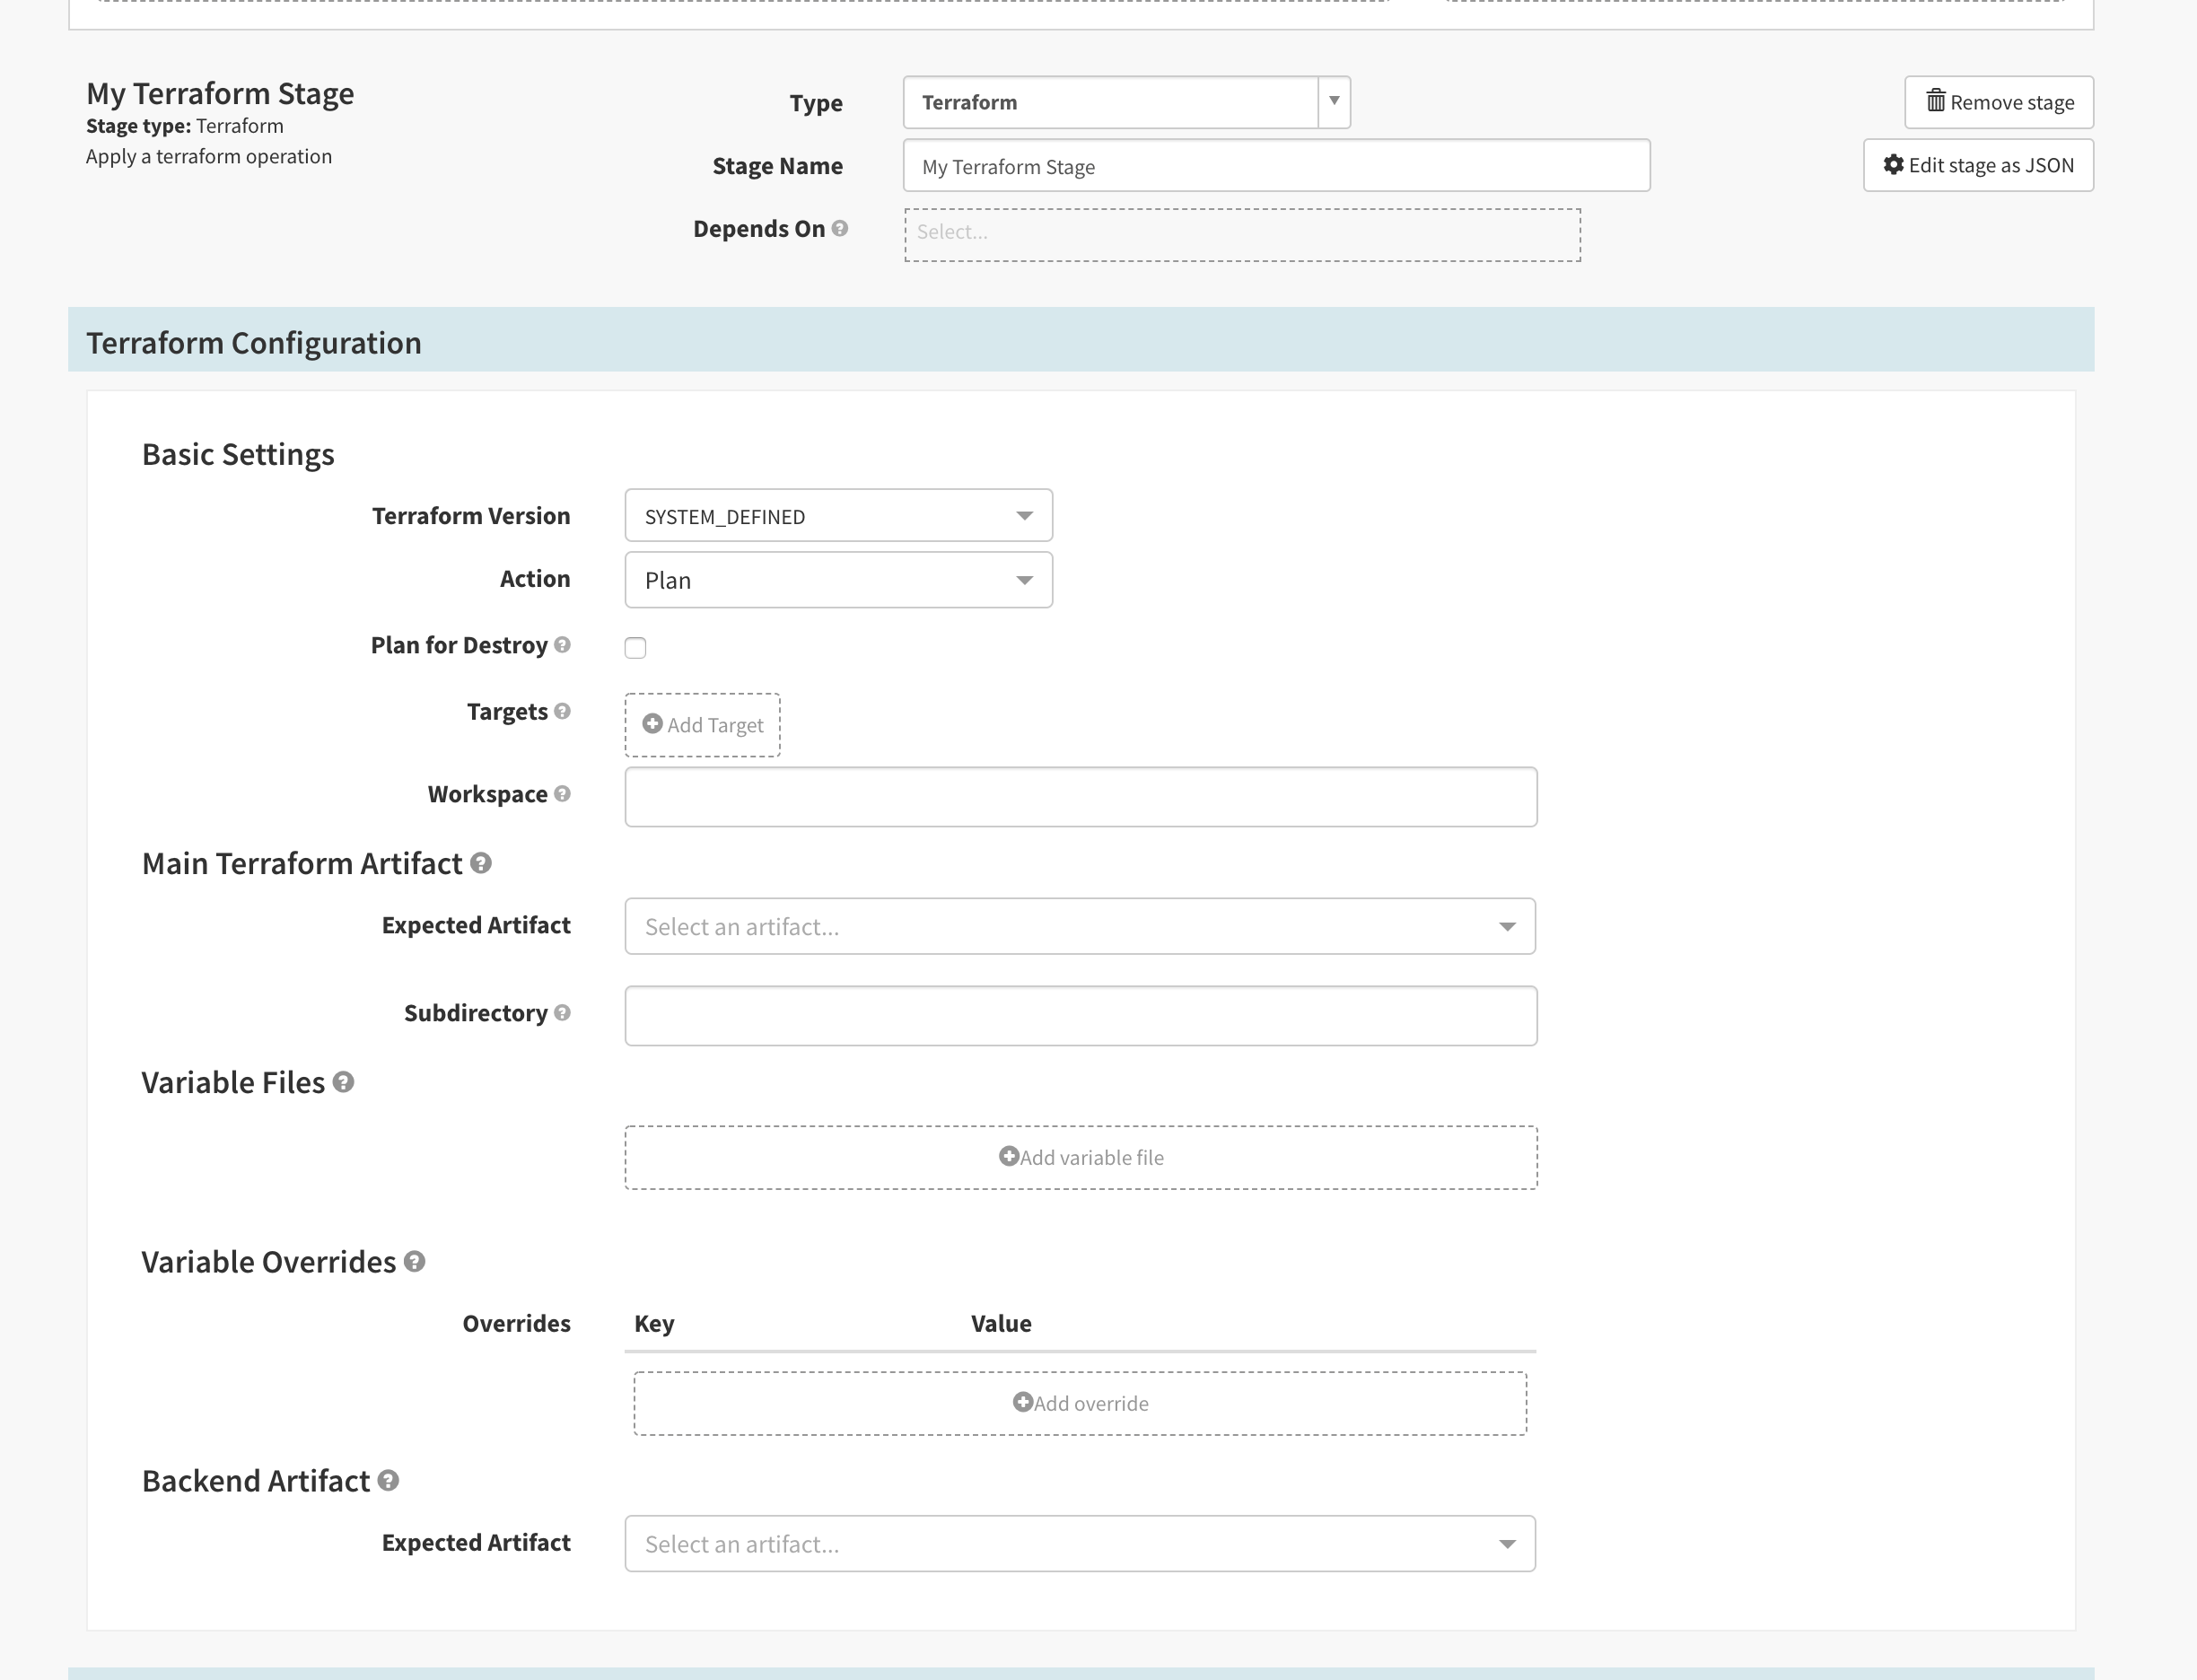 My Terraform Stage
Stage type: Terraform
Apply a terraform operation
Type
Terraform
Stage Name
My Terraform Stage
Depends On
Select...
Remove stage
Edit stage as JSON
Terraform Configuration
Basic Settings
Terraform Version
SYSTEM_DEFINED
Action
Plan
Plan for Destroy
Targets
Add Target
Workspace
Main Terraform Artifact
Expected Artifact
Select an artifact...
Subdirectory
Variable Files
Add variable file
Variable Overrides
Overrides
Key
Value
Add override
Backend Artifact
Expected Artifact
Select an artifact...